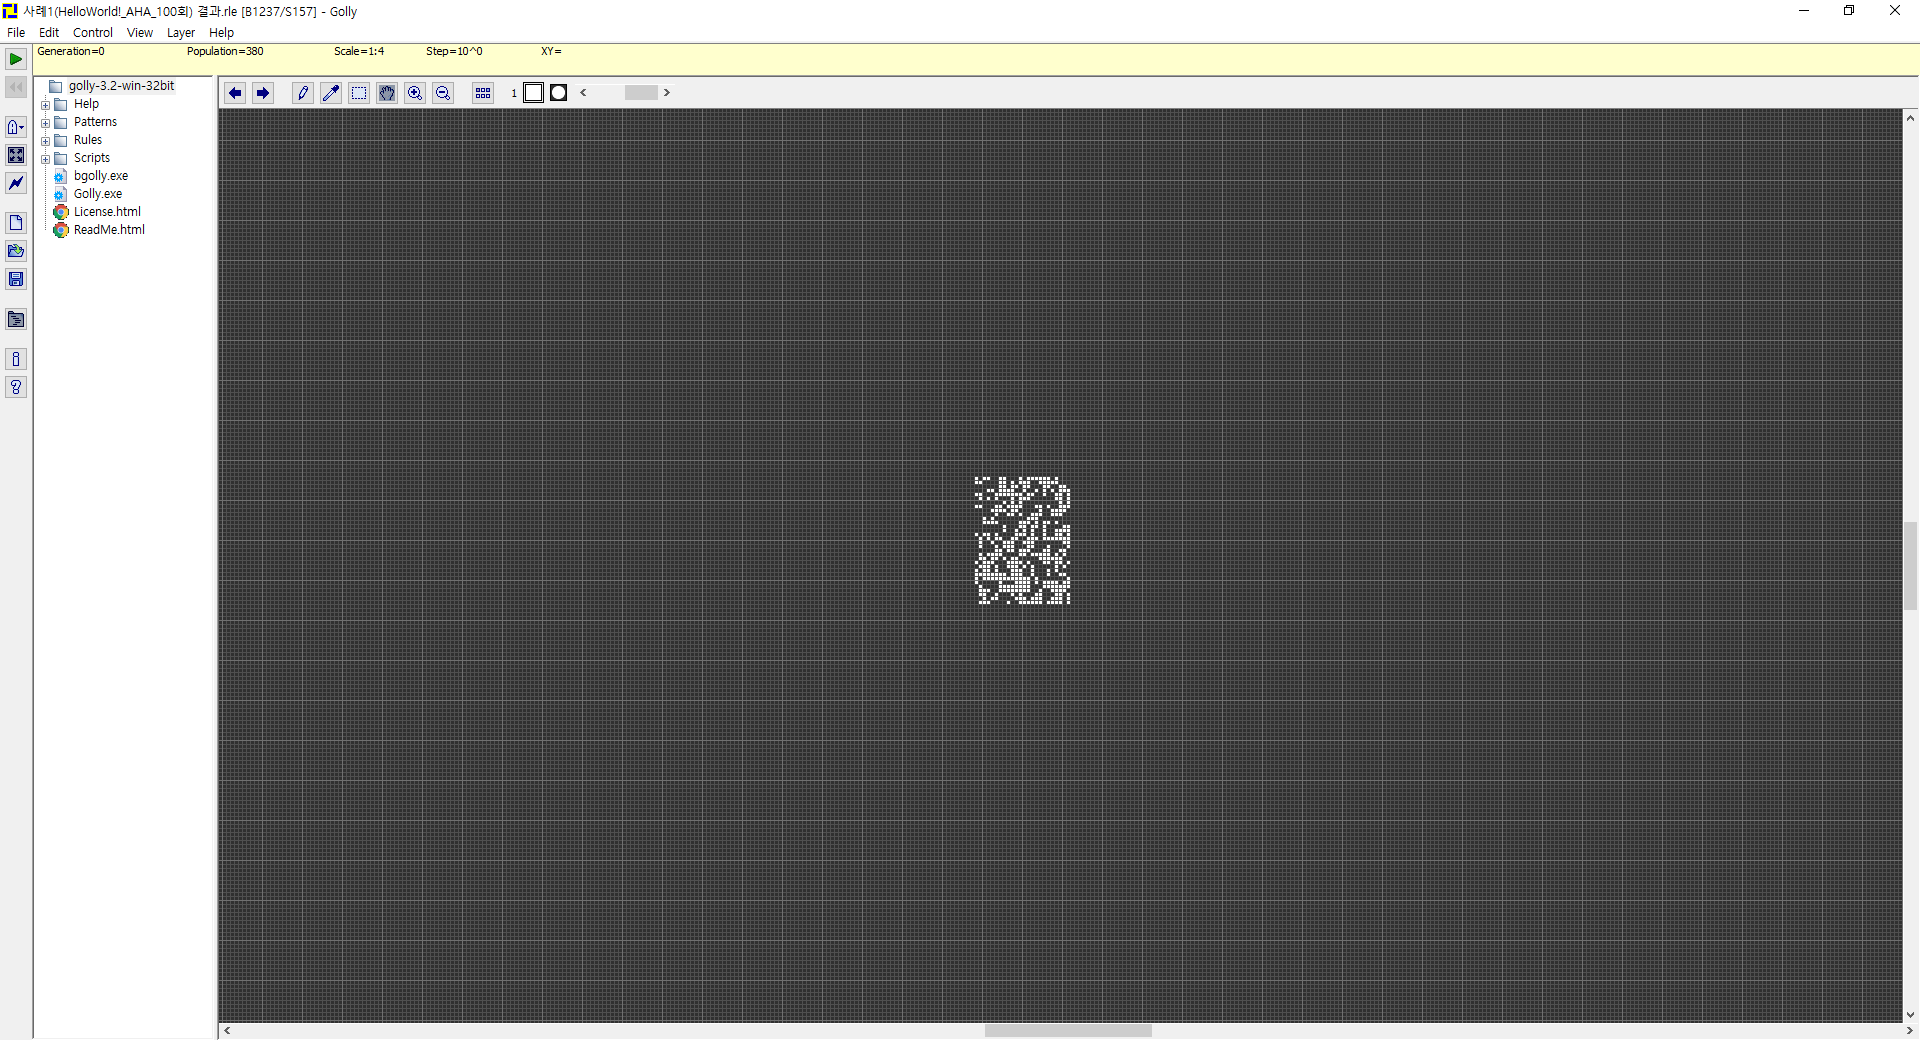 사례1(HelloWorld!_AHA_100회) 결과.rle [B1237/S157] - Golly
File Edit Control View Layer Help
Generation=0 Population=380 Scale=1:4 Step=10^0 XY=
golly-3.2-win-32bit
Help
Patterns
Rules
Scripts
bgolly.exe
Golly.exe
License.html
ReadMe.html
1